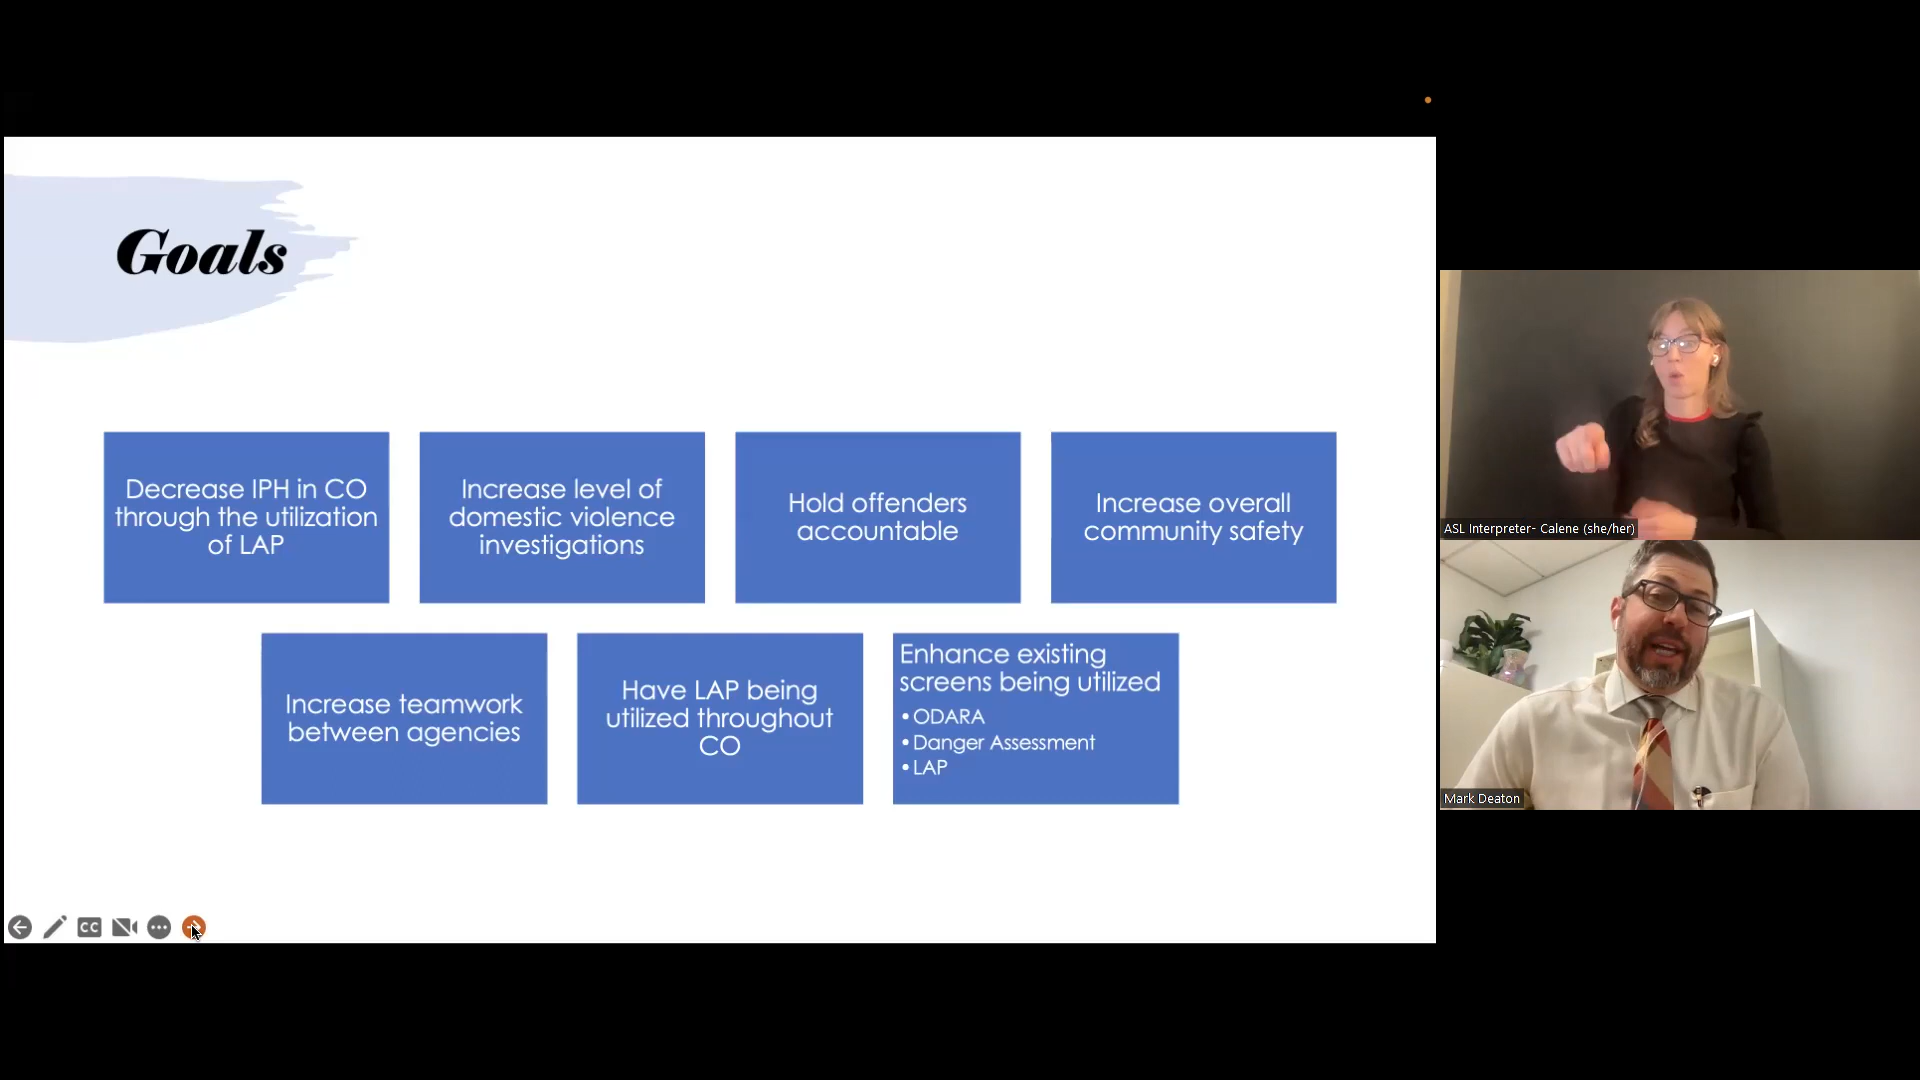 Goals
Decrease IPH in CO
through the utilization
of LAP
Increase level of
domestic violence
investigations
Hold offenders
accountable
Increase overall
community safety
Increase teamwork
between agencies
Have LAP being
utilized throughout
CO
Enhance existing
screens being utilized
• ODARA
• Danger Assessment
• LAP
CC
ASL Interpreter- Calene (she/her)
Mark Deaton